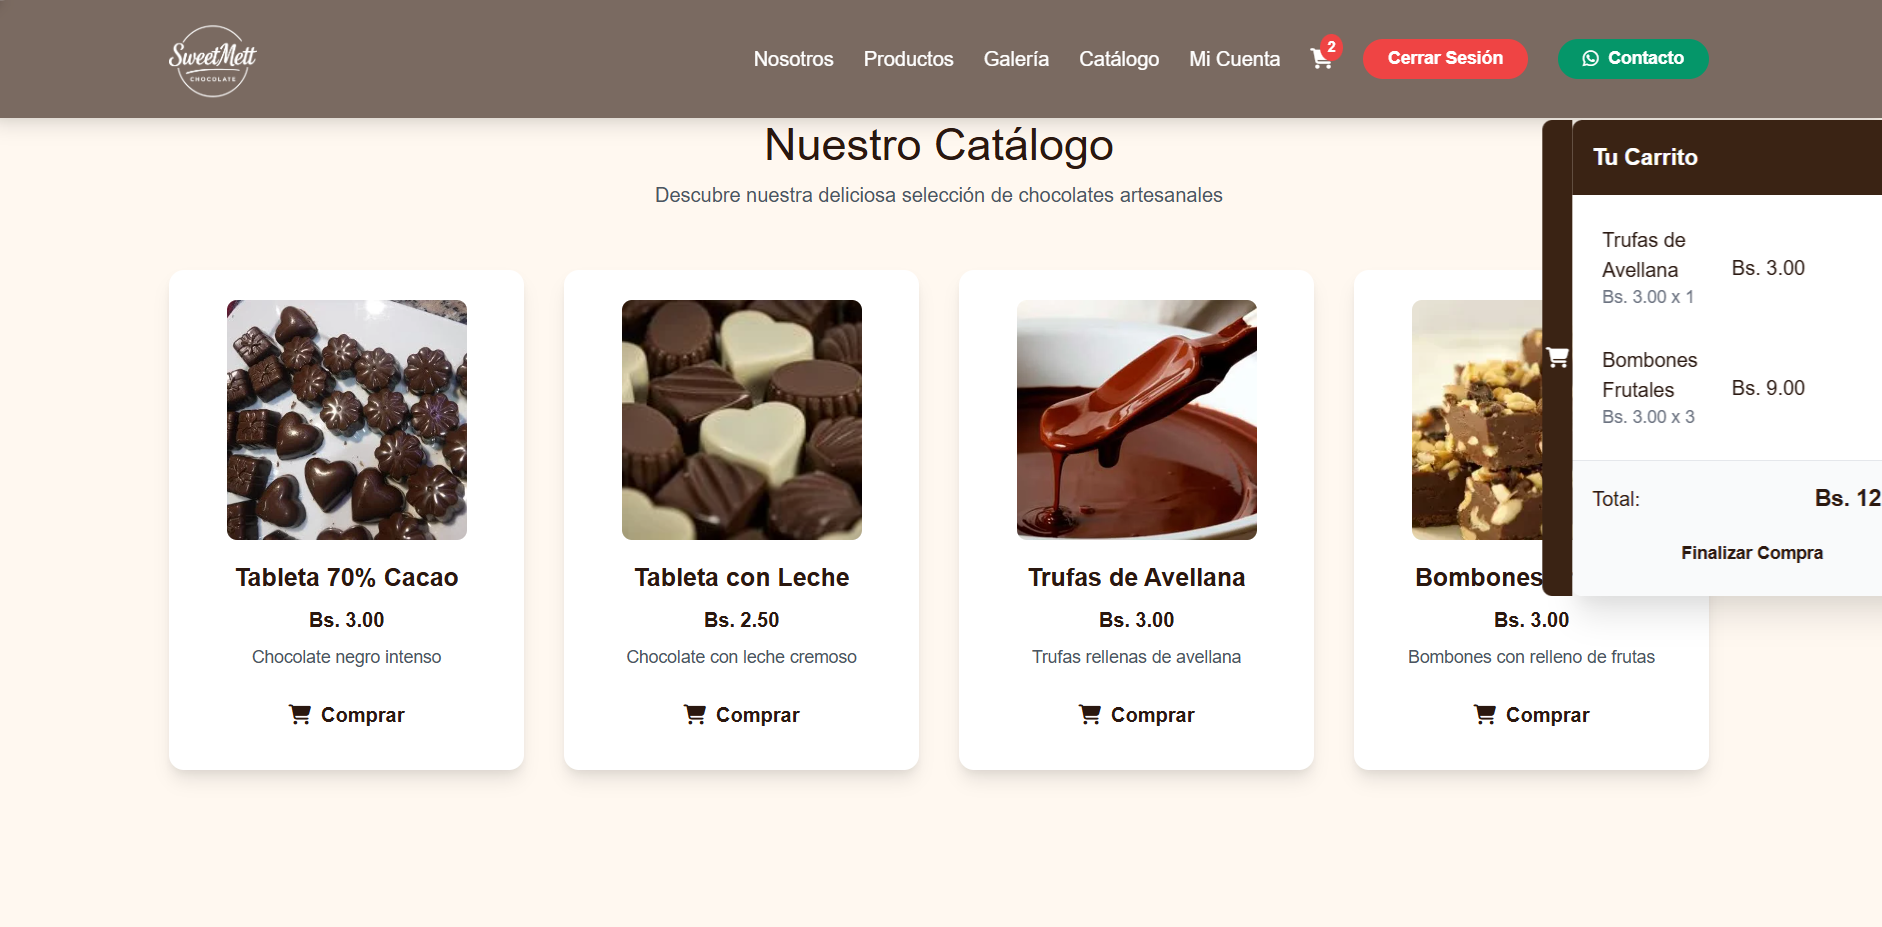 SweetMett
CHOCOLATE
Nosotros
Productos
Galería
Catálogo
Mi Cuenta
2
Cerrar Sesión
Contacto
Nuestro Catálogo
Descubre nuestra deliciosa selección de chocolates artesanales
Tableta 70% Cacao
Bs. 3.00
Chocolate negro intenso
Comprar
Tableta con Leche
Bs. 2.50
Chocolate con leche cremoso
Comprar
Trufas de Avellana
Bs. 3.00
Trufas rellenas de avellana
Comprar
Bombones
Bs. 3.00
Bombones con relleno de frutas
Comprar
Tu Carrito
Trufas de
Avellana
Bs. 3.00 x 1
Bs. 3.00
Bombones
Frutales
Bs. 3.00 x 3
Bs. 9.00
Total:
Bs. 12
Finalizar Compra